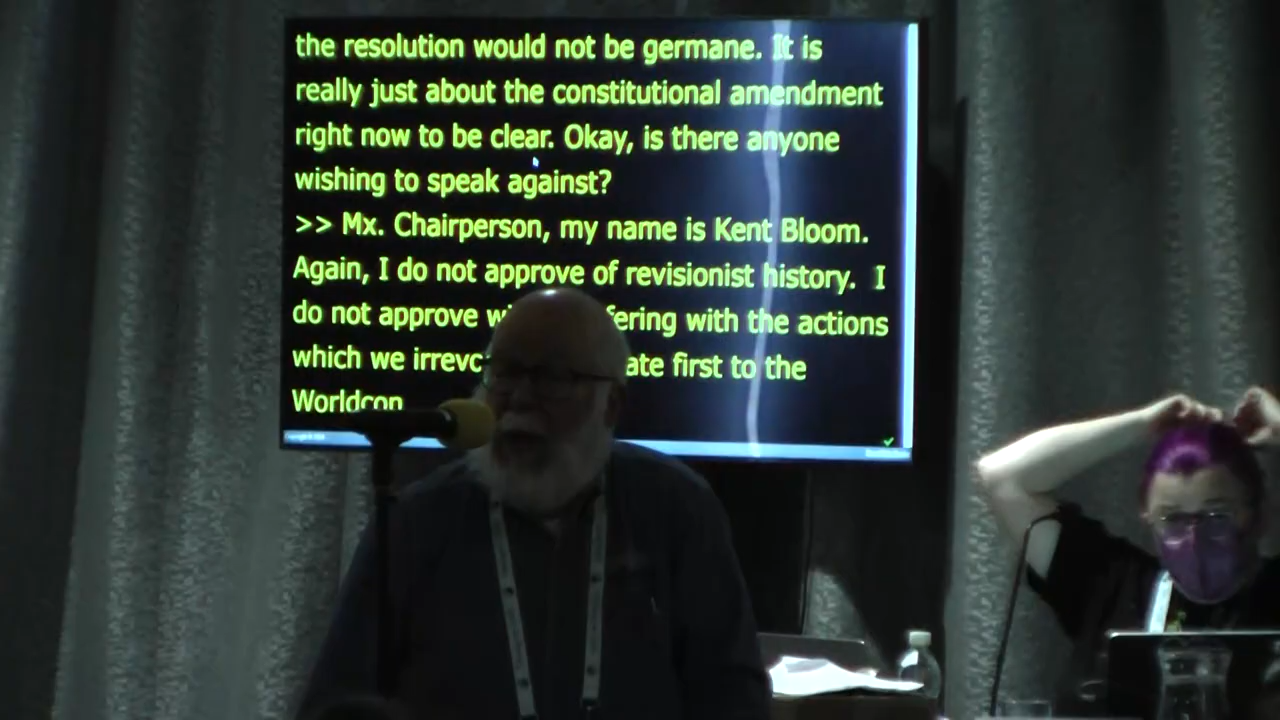 the resolution would not be germane. It is
really just about the constitutional amendment
right now to be clear. Okay, is there anyone
wishing to speak against?
>> Mx. Chairperson, my name is Kent Bloom.
Again, I do not approve of revisionist history. I
do not approve fering with the actions
which we ate first to the
Worldcon